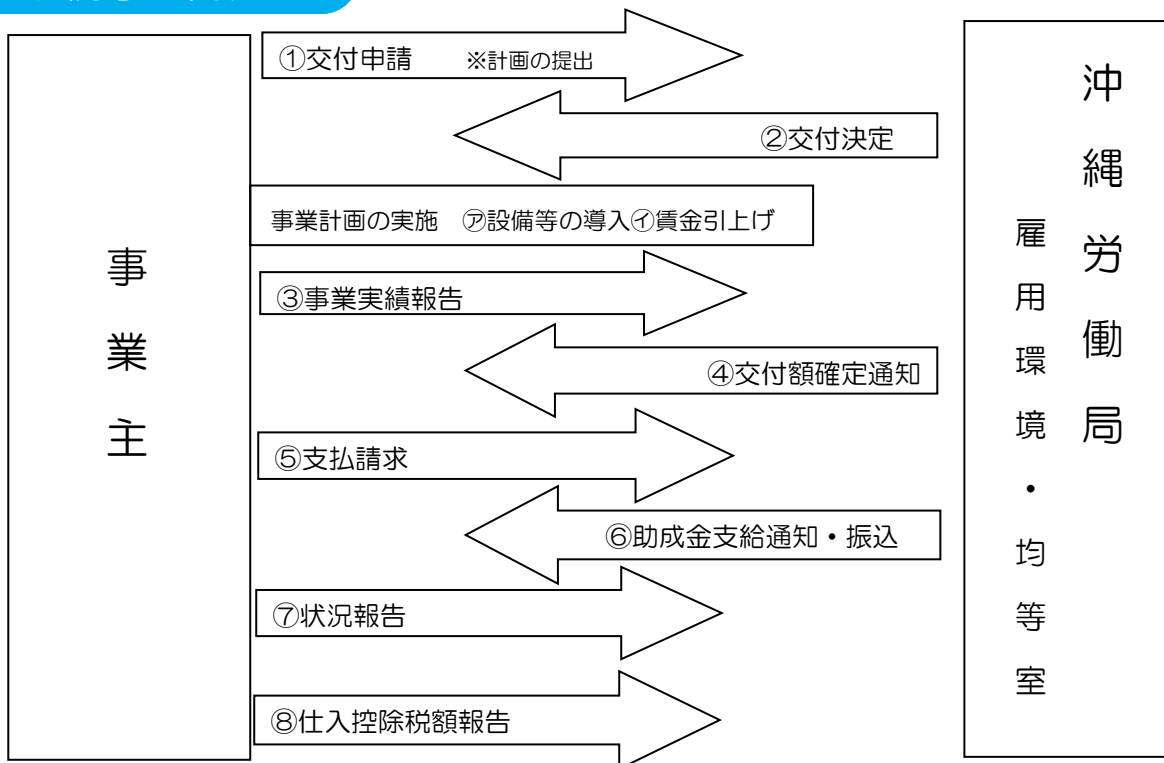 事業主
①交付申請　※計画の提出
②交付決定
事業計画の実施　㋐設備等の導入㋑賃金引上げ
③事業実績報告
④交付額確定通知
⑤支払請求
⑥助成金支給通知・振込
⑦状況報告
⑧仕入控除税額報告
沖縄労働局
雇用環境・均等室